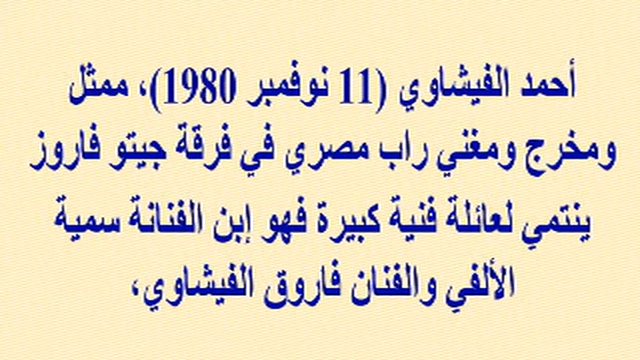 أحمد الفيشاوي (11 نوفمبر 1980)، ممثل
ومخرج ومغني راب مصري في فرقة جيتو فاروز
ينتمي لعائلة فنية كبيرة فهو إبن الفنانة سمية
الألفي والفنان فاروق الفيشاوي،